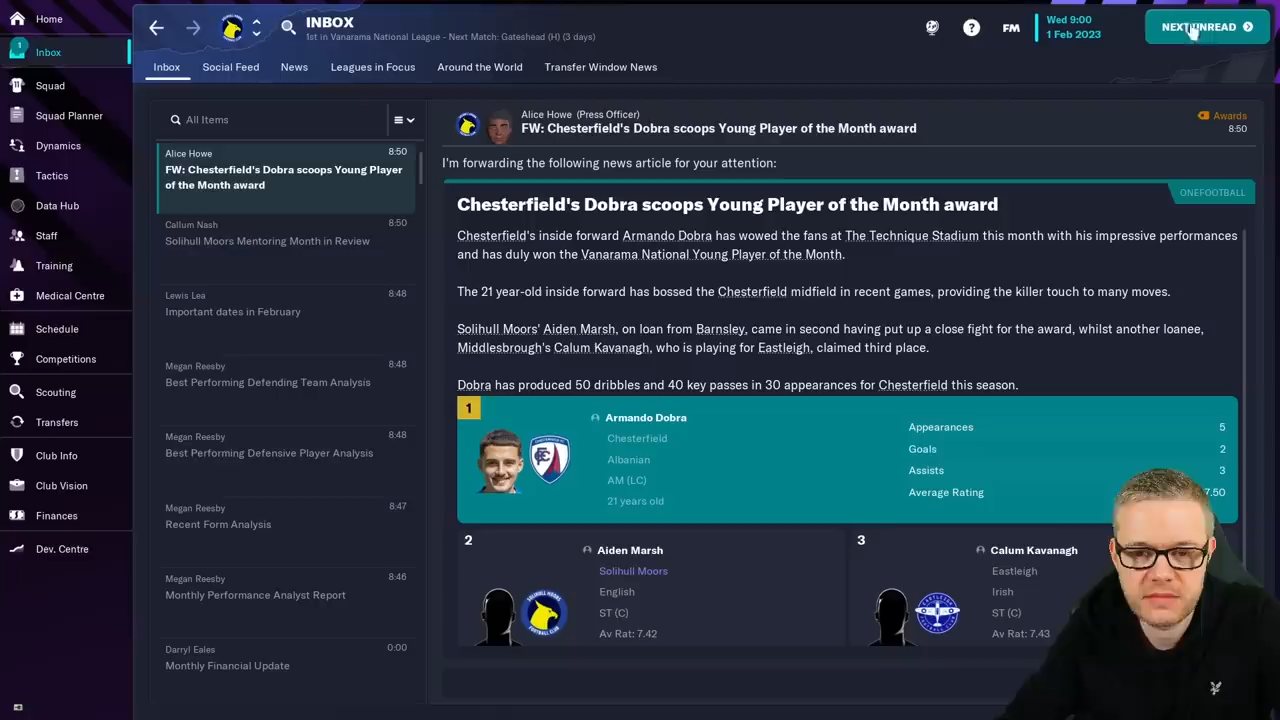 Home
1
Inbox
Squad
Squad Planner
Dynamics
Tactics
Data Hub
Staff
Training
Medical Centre
Schedule
Competitions
Scouting
Transfers
Club Info
Club Vision
Finances
Dev. Centre
INBOX
1st in Vanarama National League - Next Match: Gateshead (H) (3 days)
FM
Wed 9:00
1 Feb 2023
NEXT UNREAD
Inbox
Social Feed
News
Leagues in Focus
Around the World
Transfer Window News
All Items
Alice Howe
8:50
FW: Chesterfield's Dobra scoops Young Player
of the Month award
Callum Nash
8:50
Solihull Moors Mentoring Month in Review
Lewis Lea
8:48
Important dates in February
Megan Reesby
8:48
Best Performing Defending Team Analysis
Megan Reesby
8:48
Best Performing Defensive Player Analysis
Megan Reesby
8:47
Recent Form Analysis
Megan Reesby
8:46
Monthly Performance Analyst Report
Darryl Eales
0:00
Monthly Financial Update
Alice Howe (Press Officer)
FW: Chesterfield's Dobra scoops Young Player of the Month award
Awards
8:50
I'm forwarding the following news article for your attention:
ONEFOOTBALL
Chesterfield's Dobra scoops Young Player of the Month award
Chesterfield's inside forward Armando Dobra has wowed the fans at The Technique Stadium this month with his impressive performances
and has duly won the Vanarama National Young Player of the Month.
The 21 year-old inside forward has bossed the Chesterfield midfield in recent games, providing the killer touch to many moves.
Solihull Moors' Aiden Marsh, on loan from Barnsley, came in second having put up a close fight for the award, whilst another loanee,
Middlesbrough's Calum Kavanagh, who is playing for Eastleigh, claimed third place.
Dobra has produced 50 dribbles and 40 key passes in 30 appearances for Chesterfield this season.
1
Armando Dobra
Chesterfield
Albanian
AM (LC)
21 years old
Appearances 5
Goals 2
Assists 3
Average Rating 7.50
2
Aiden Marsh
Solihull Moors
English
ST (C)
Av Rat: 7.42
3
Calum Kavanagh
Eastleigh
Irish
ST (C)
Av Rat: 7.43